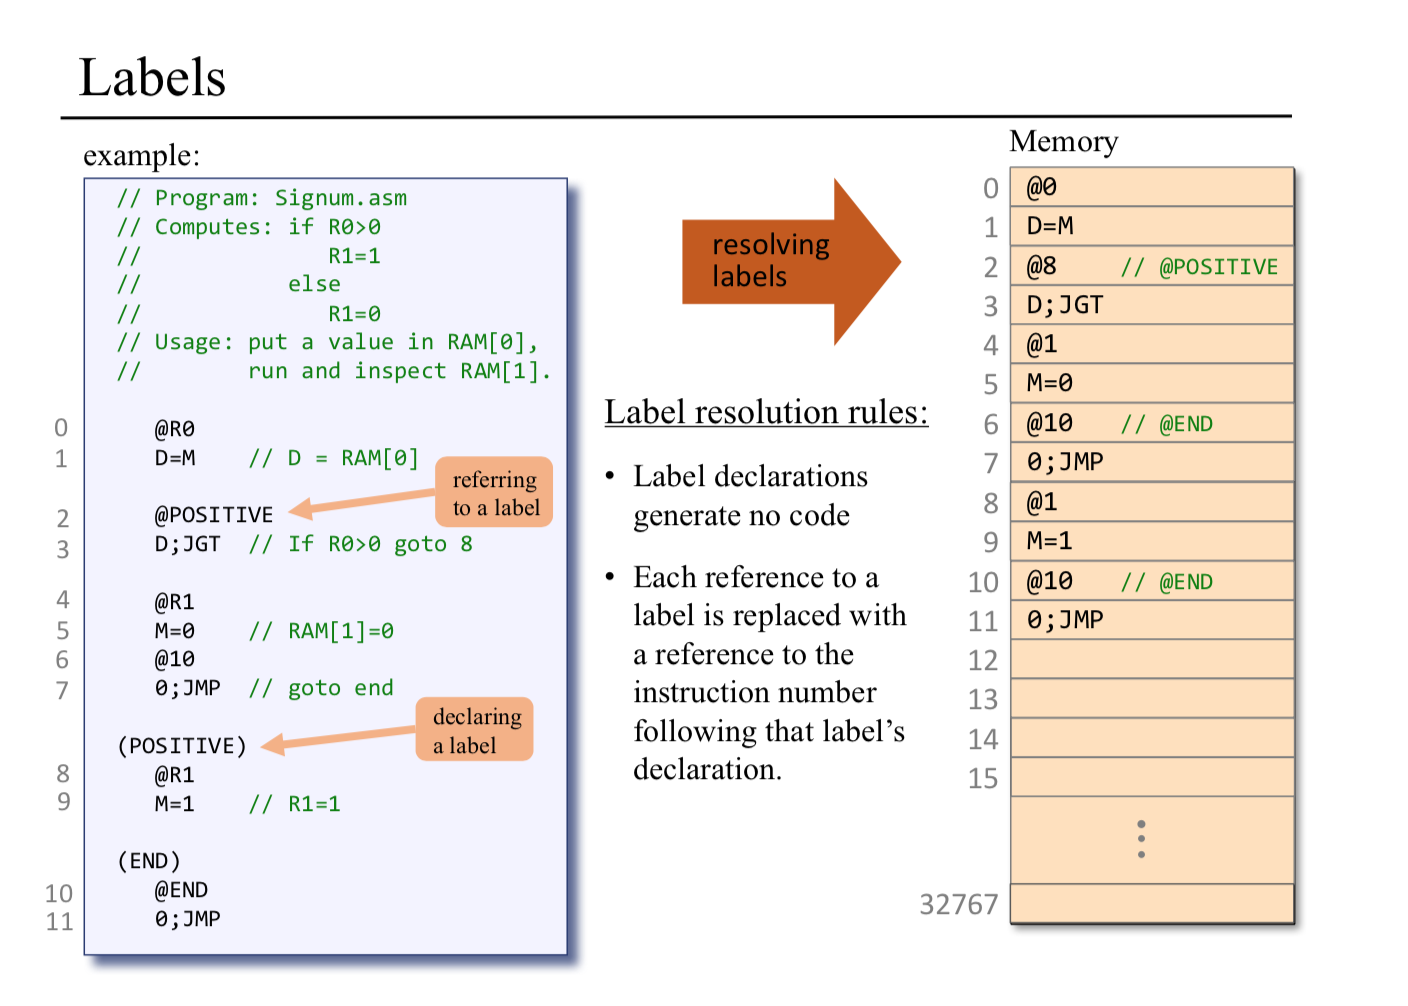 Labels
example:
// Program: Signum.asm
// Computes: if R0>0
// R1=1
// else
// R1=0
// Usage: put a value in RAM[0],
// run and inspect RAM[1].
0 @R0
1 D=M // D = RAM[0]
referring
to a label
2 @POSITIVE
3 D;JGT // If R0>0 goto 8
4 @R1
5 M=0 // RAM[1]=0
6 @10
7 0;JMP // goto end
declaring
a label
(POSITIVE)
8 @R1
9 M=1 // R1=1
(END)
10 @END
11 0;JMP
resolving
labels
Label resolution rules:
• Label declarations
generate no code
• Each reference to a
label is replaced with
a reference to the
instruction number
following that label’s
declaration.
Memory
0 @0
1 D=M
2 @8 // @POSITIVE
3 D;JGT
4 @1
5 M=0
6 @10 // @END
7 0;JMP
8 @1
9 M=1
10 @10 // @END
11 0;JMP
12
13
14
15
32767